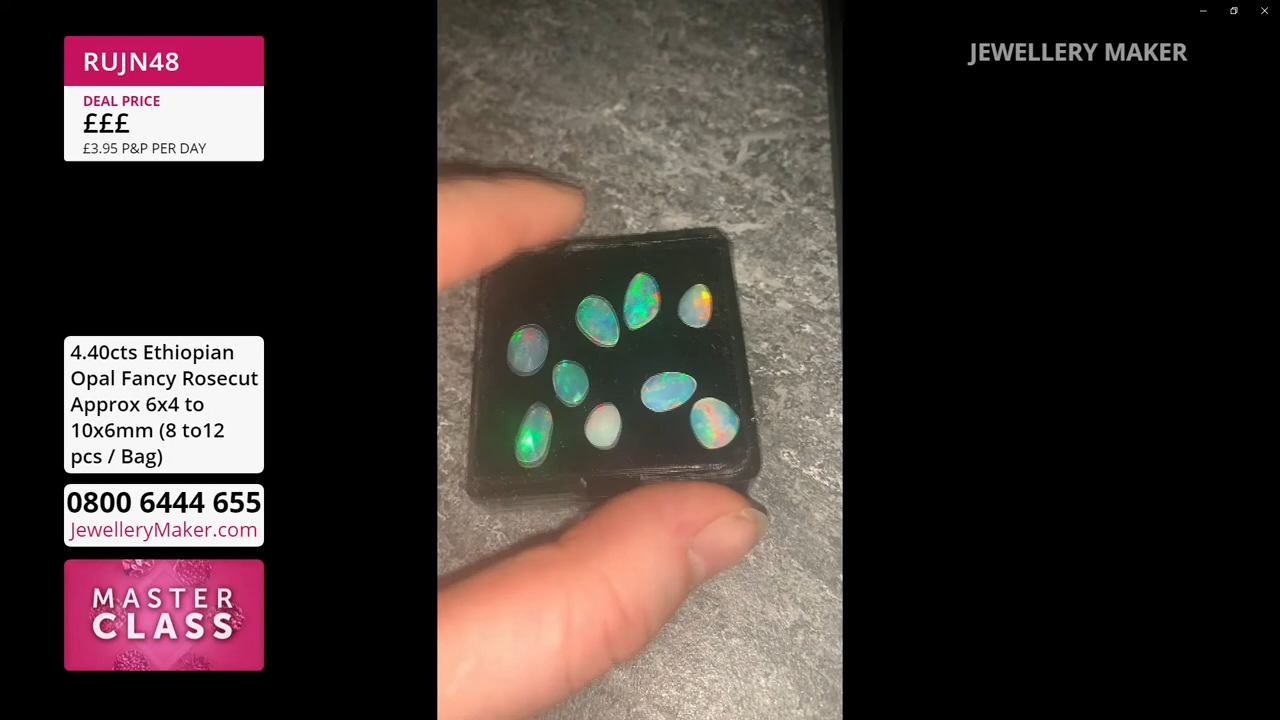 RUJN48
DEAL PRICE
£££
£3.95 P&P PER DAY
JEWELLERY MAKER
4.40cts Ethiopian
Opal Fancy Rosecut
Approx 6x4 to
10x6mm (8 to12
pcs / Bag)
0800 6444 655
JewelleryMaker.com
MASTER
CLASS